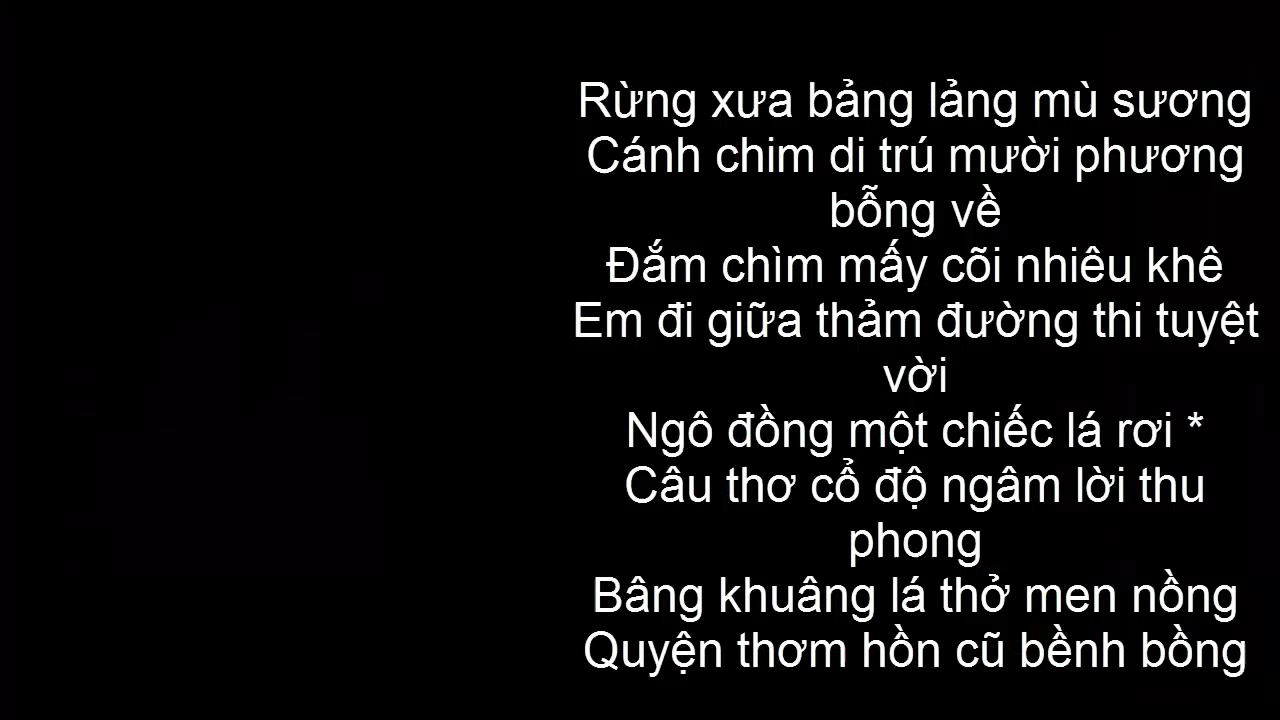 Rừng xưa bảng lảng mù sương
Cánh chim di trú mười phương
bỗng về
Đắm chìm mấy cõi nhiêu khê
Em đi giữa thảm đường thi tuyệt
vời
Ngô đồng một chiếc lá rơi *
Câu thơ cổ độ ngâm lời thu
phong
Bâng khuâng lá thở men nồng
Quyện thơm hồn cũ bềnh bồng